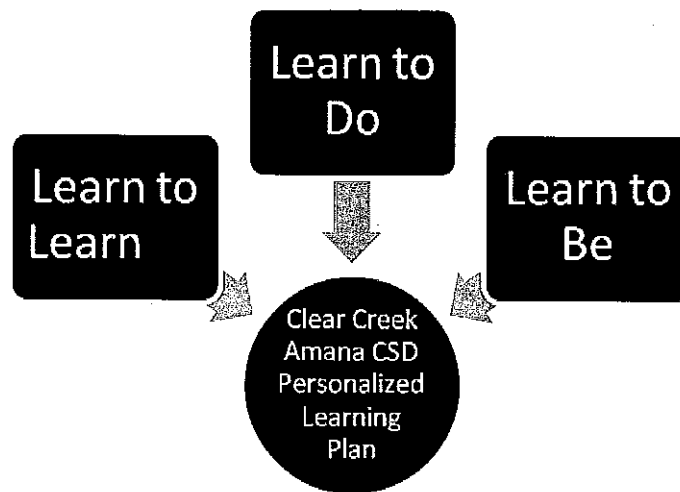 Learn to
Do
Learn to
Learn
Learn to
Be
Clear Creek
Amana CSD
Personalized
Learning
Plan